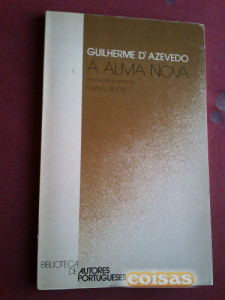 GUILHERME D'AZEVEDO
A ALMA NOVA
BIBLIOTECA
DE AUTORES
PORTUGUESES
coisas